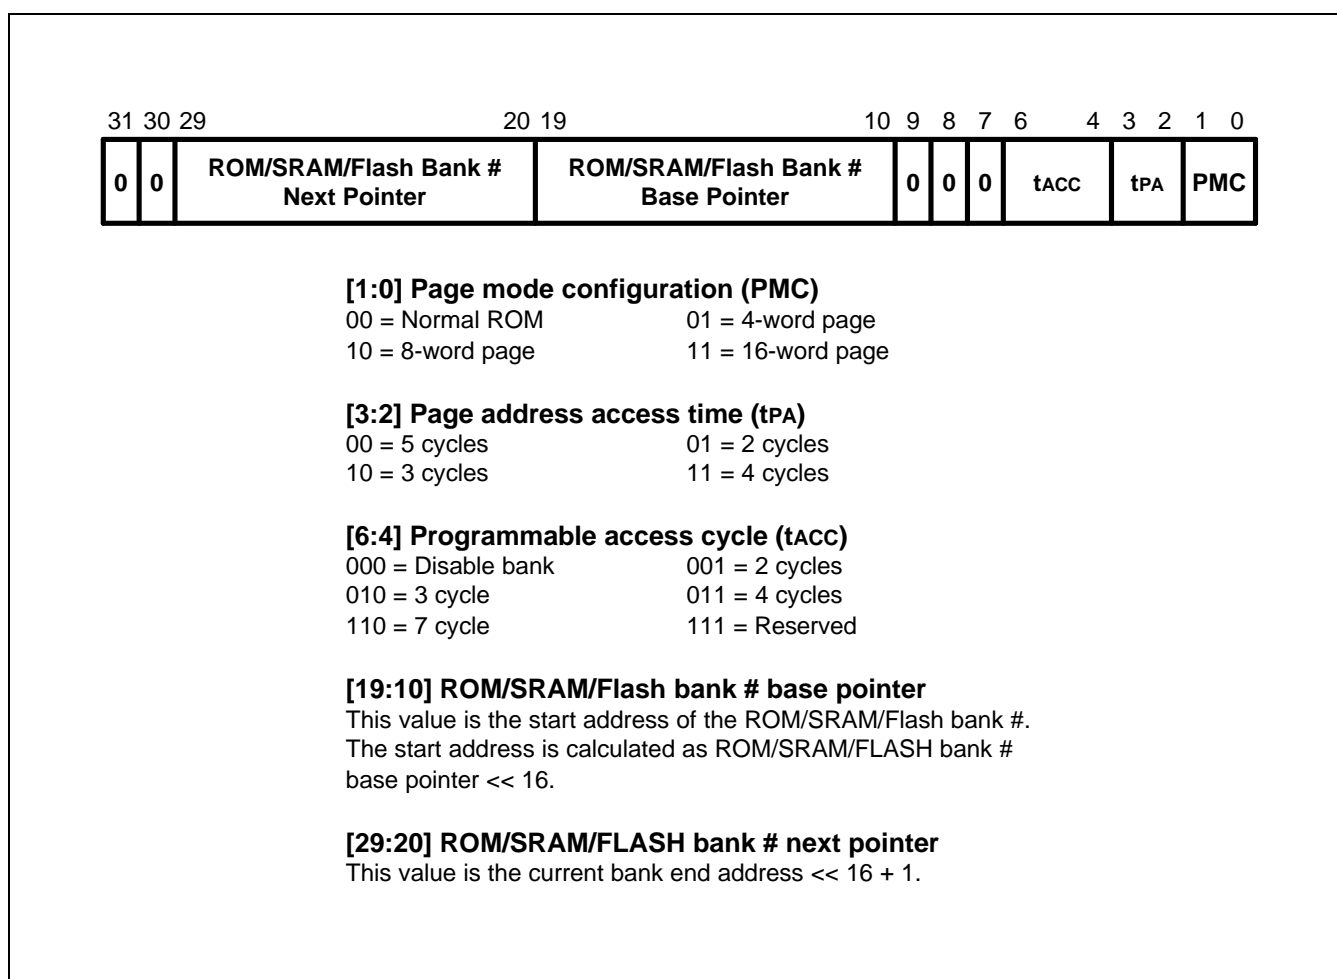 31 30 29 20 19 10 9 8 7 6 4 3 2 1 0
0 0 ROM/SRAM/Flash Bank # Next Pointer ROM/SRAM/Flash Bank # Base Pointer 0 0 0 tACC tPA PMC
[1:0] Page mode configuration (PMC)
00 = Normal ROM 01 = 4-word page
10 = 8-word page 11 = 16-word page
[3:2] Page address access time (tPA)
00 = 5 cycles 01 = 2 cycles
10 = 3 cycles 11 = 4 cycles
[6:4] Programmable access cycle (tACC)
000 = Disable bank 001 = 2 cycles
010 = 3 cycle 011 = 4 cycles
110 = 7 cycle 111 = Reserved
[19:10] ROM/SRAM/Flash bank # base pointer
This value is the start address of the ROM/SRAM/Flash bank #.
The start address is calculated as ROM/SRAM/FLASH bank #
base pointer << 16.
[29:20] ROM/SRAM/FLASH bank # next pointer
This value is the current bank end address << 16 + 1.